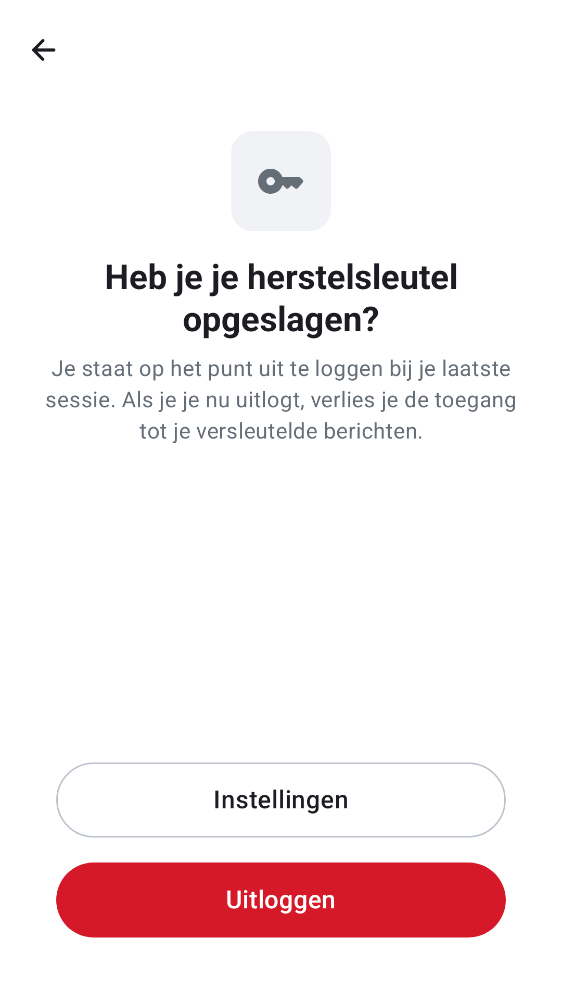 Heb je je herstelsleutel
opgeslagen?
Je staat op het punt uit te loggen bij je laatste
sessie. Als je je nu uitlogt, verlies je de toegang
tot je versleutelde berichten.
Instellingen
Uitloggen